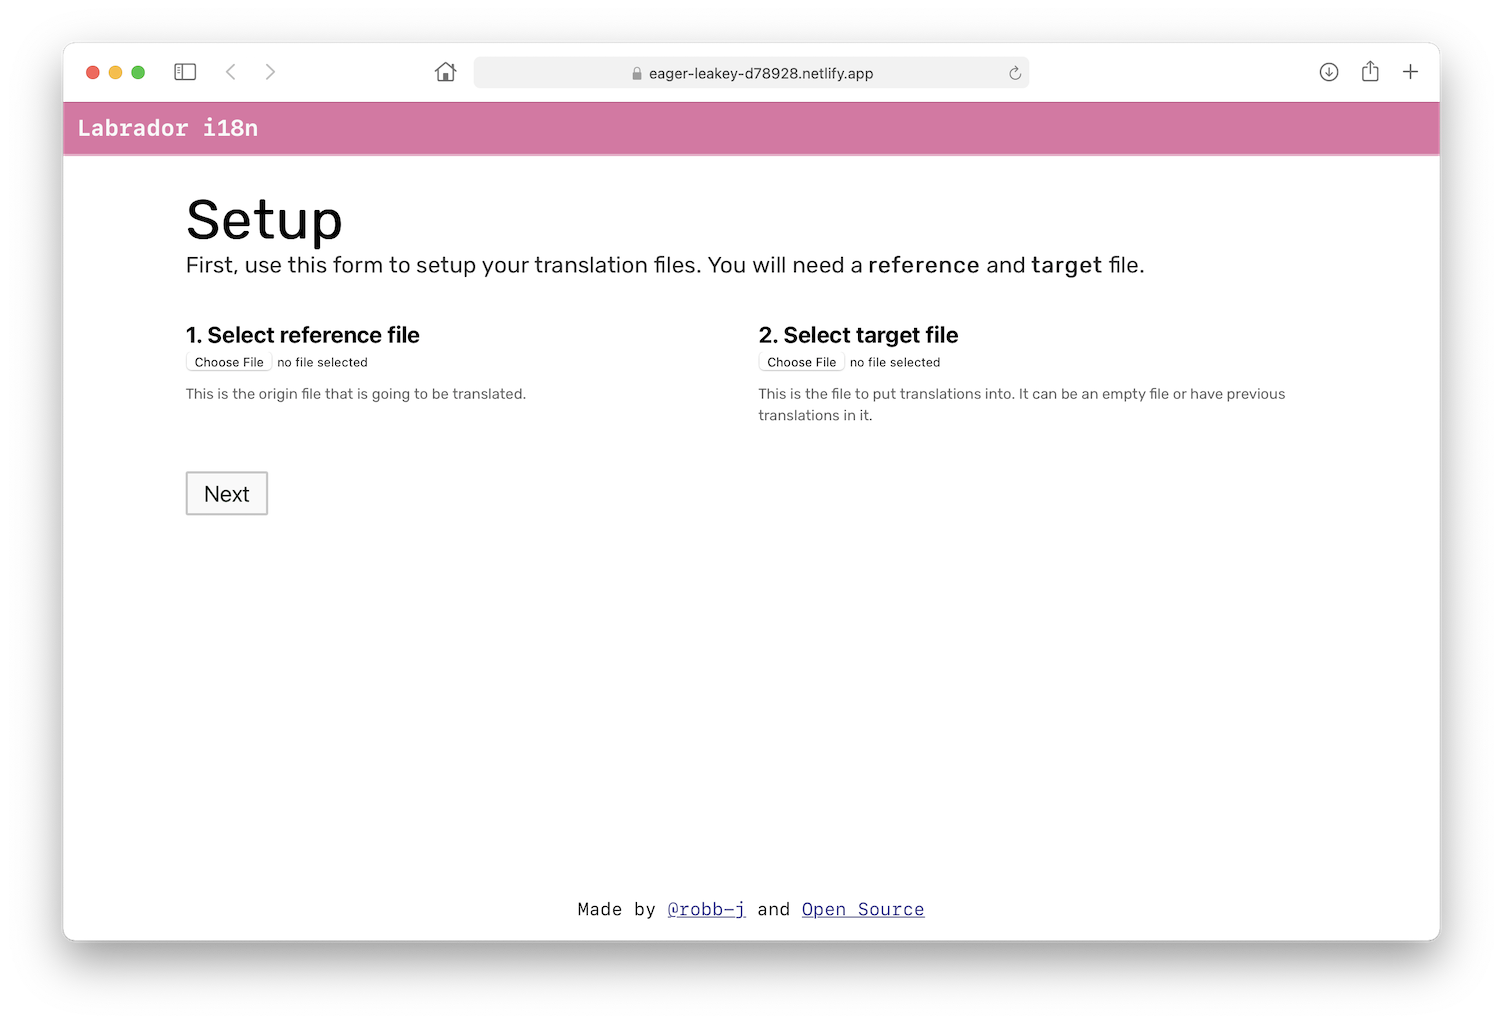 eager-leakey-d78928.netlify.app
Labrador i18n
Setup
First, use this form to setup your translation files. You will need a reference and target file.
1. Select reference file
Choose File no file selected
This is the origin file that is going to be translated.
2. Select target file
Choose File no file selected
This is the file to put translations into. It can be an empty file or have previous
translations in it.
Next
Made by @robb-j and Open Source